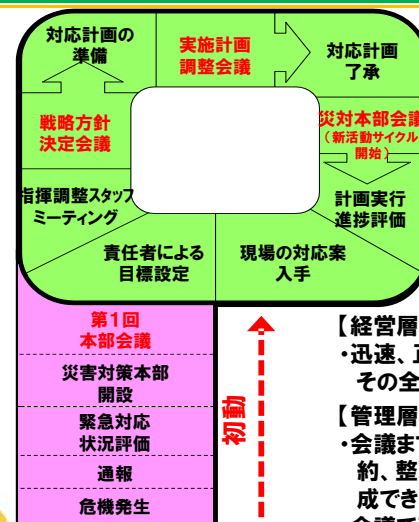 対応計画の
準備
実施計画
調整会議
対応計画
了承
戦略方針
決定会議
災対本部会議
（新活動サイクル
開始）
指揮調整スタッフ
ミーティング
計画実行
進捗評価
責任者による
目標設定
現場の対応案
入手
第1回
本部会議
災害対策本部
開設
緊急対応
状況評価
通報
危機発生
初動
【経営層
・迅速、正
その全
【管理層
・会議ま
約、整
成でき